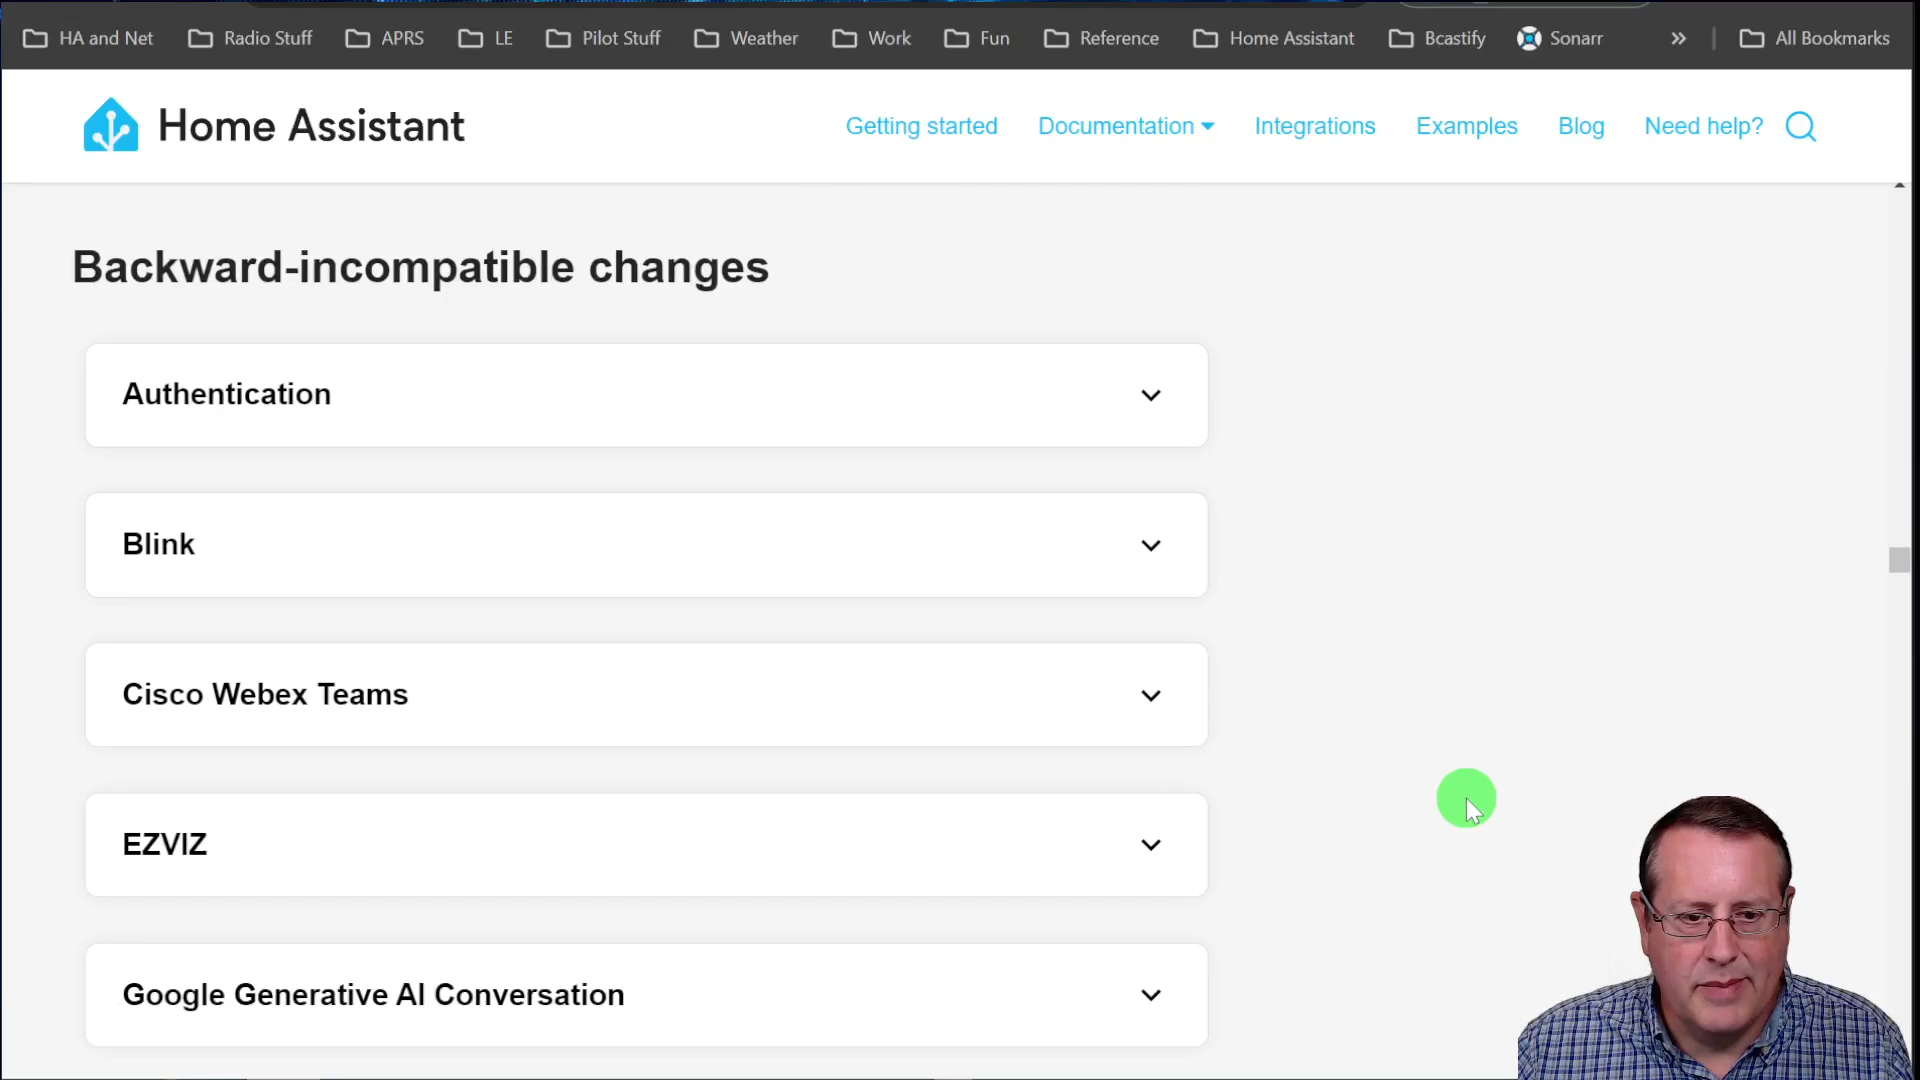 HA and Net Radio Stuff APRS LE Pilot Stuff Weather Work Fun Reference Home Assistant Bcastify Sonarr » All Bookmarks
Home Assistant Getting started Documentation Integrations Examples Blog Need help?
Backward-incompatible changes
Authentication
Blink
Cisco Webex Teams
EZVIZ
Google Generative AI Conversation